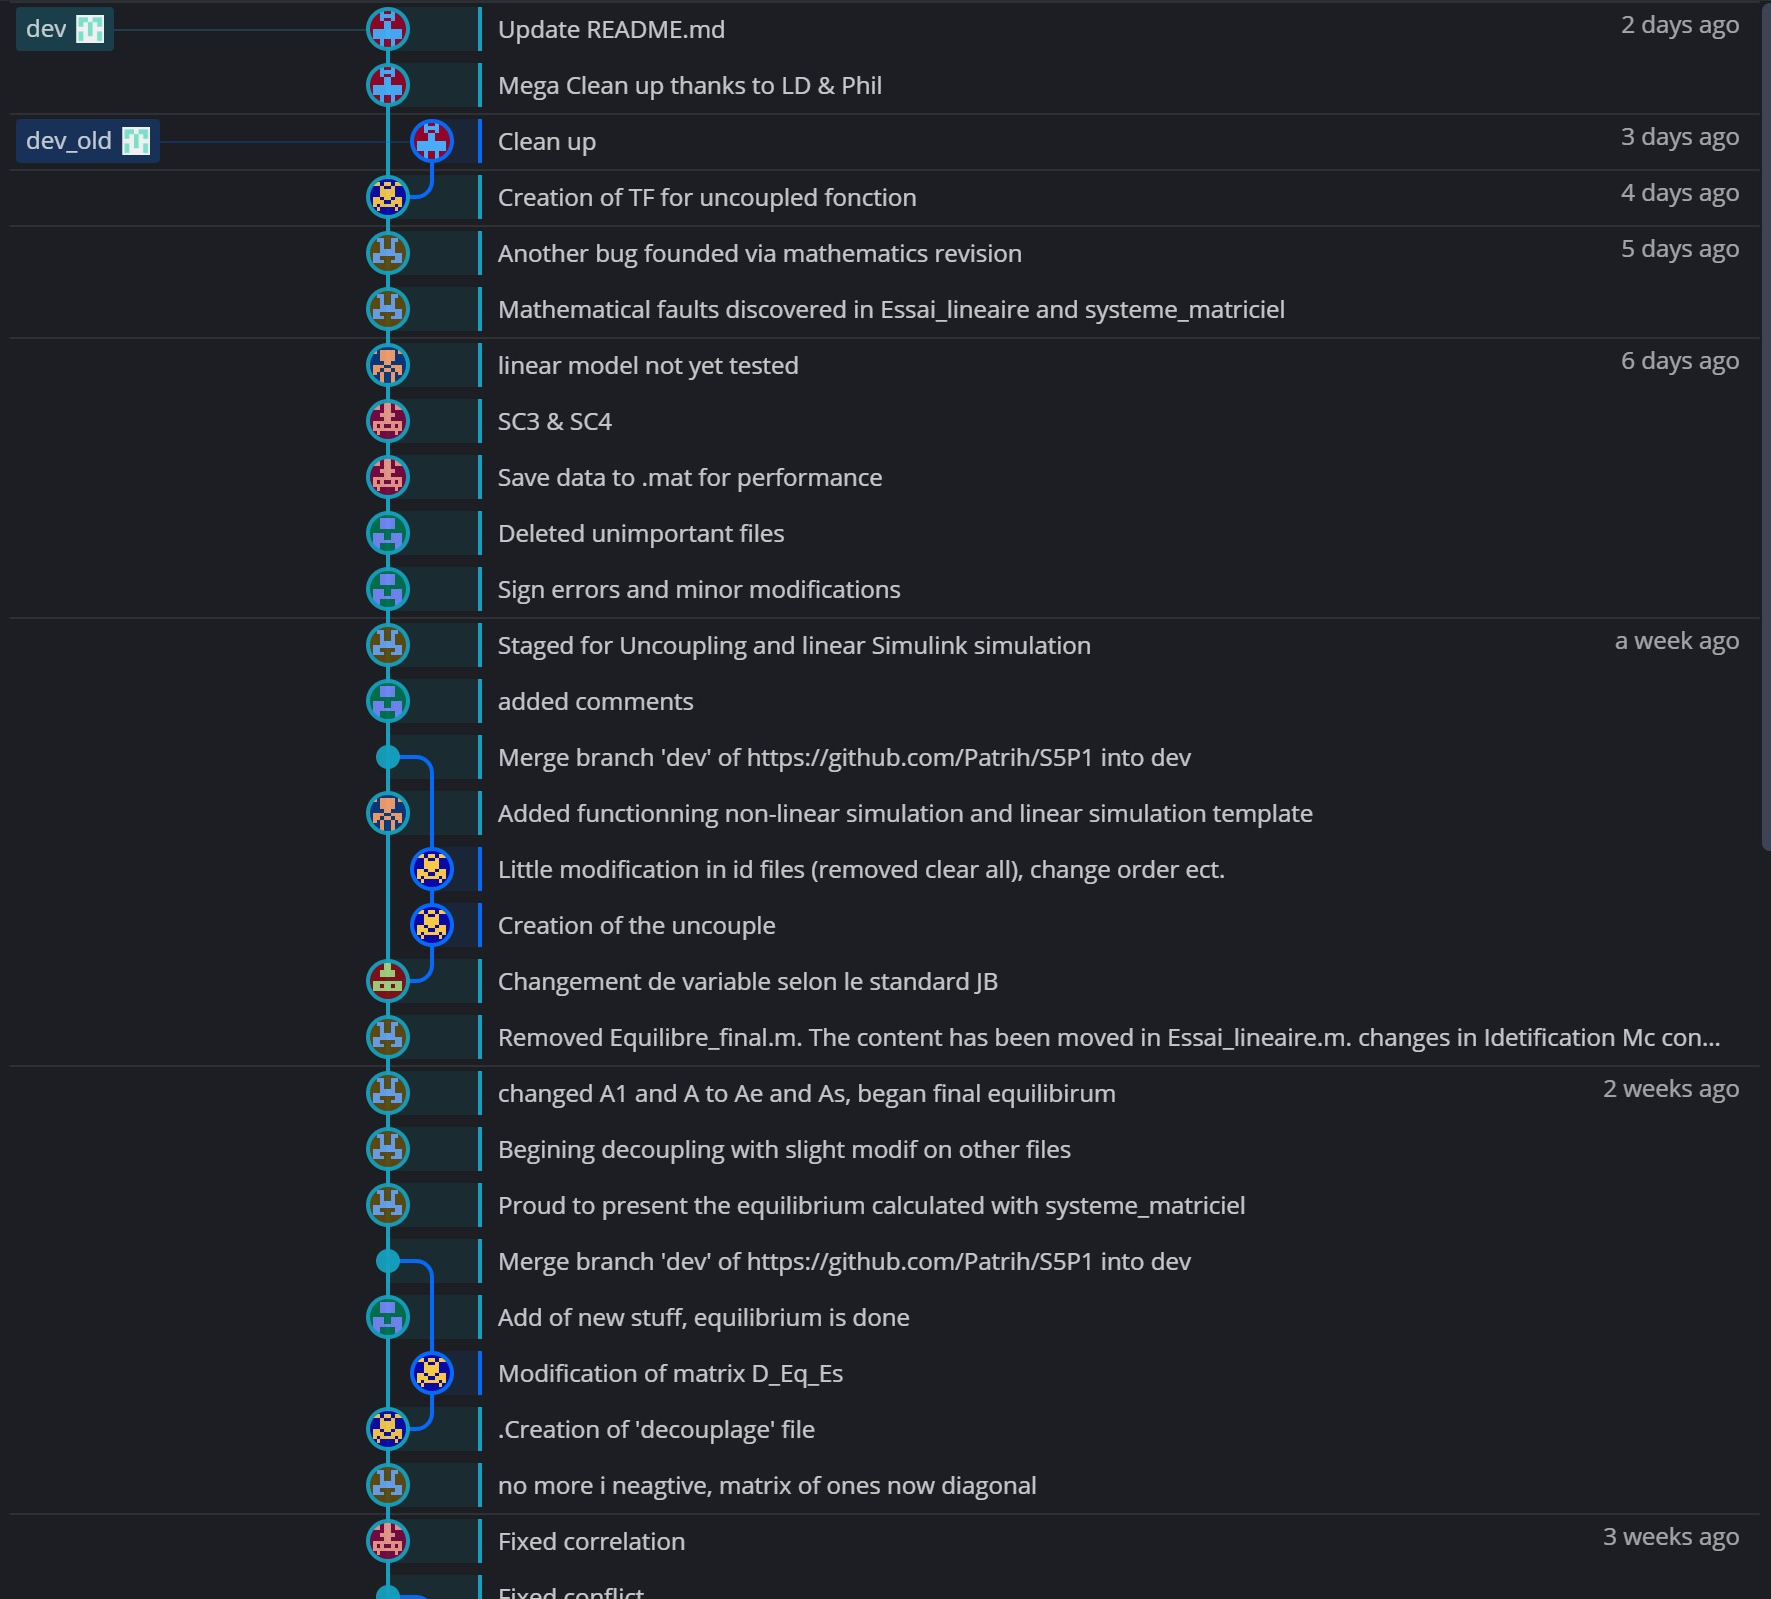 dev
Update README.md
2 days ago
Mega Clean up thanks to LD & Phil
dev_old
Clean up
3 days ago
Creation of TF for uncoupled fonction
4 days ago
Another bug founded via mathematics revision
5 days ago
Mathematical faults discovered in Essai_lineaire and systeme_matriciel
linear model not yet tested
6 days ago
SC3 & SC4
Save data to .mat for performance
Deleted unimportant files
Sign errors and minor modifications
Staged for Uncoupling and linear Simulink simulation
a week ago
added comments
Merge branch 'dev' of https://github.com/Patrih/S5P1 into dev
Added functionning non-linear simulation and linear simulation template
Little modification in id files (removed clear all), change order ect.
Creation of the uncouple
Changement de variable selon le standard JB
Removed Equilibre_final.m. The content has been moved in Essai_lineaire.m. changes in Idetification Mc con...
changed A1 and A to Ae and As, began final equilibirum
2 weeks ago
Begining decoupling with slight modif on other files
Proud to present the equilibrium calculated with systeme_matriciel
Merge branch 'dev' of https://github.com/Patrih/S5P1 into dev
Add of new stuff, equilibrium is done
Modification of matrix D_Eq_Es
.Creation of 'decouplage' file
no more i neagtive, matrix of ones now diagonal
Fixed correlation
3 weeks ago
Fixed conflict